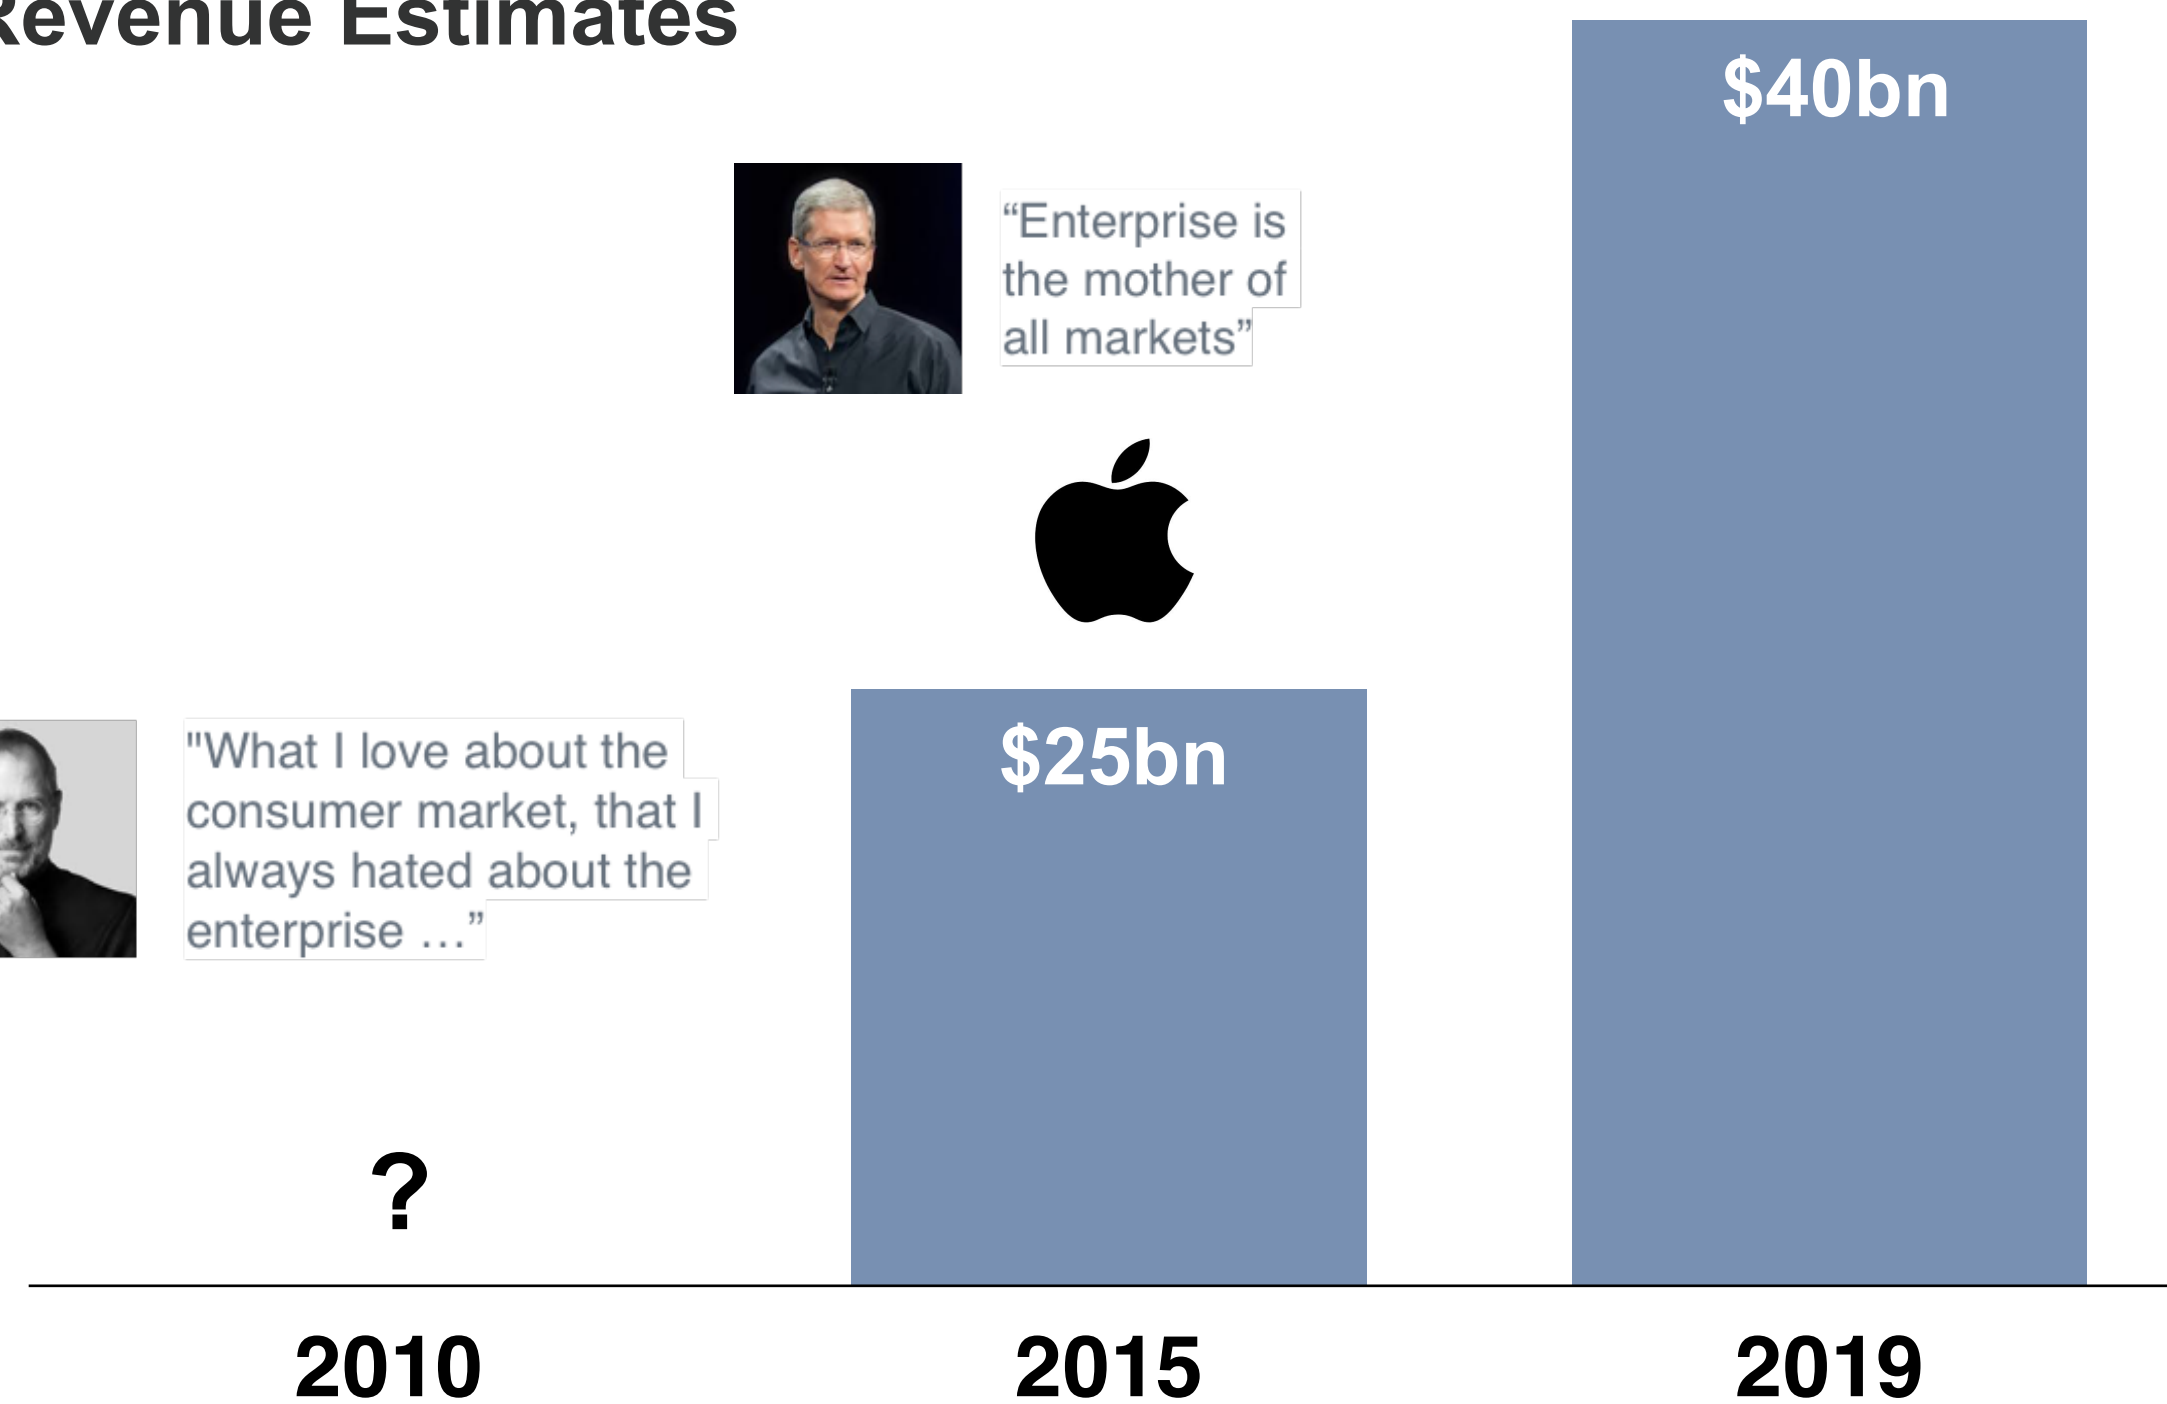 Revenue Estimates
$40bn
“Enterprise is
the mother of
all markets”
$25bn
"What I love about the
consumer market, that I
always hated about the
enterprise …”
?
2010
2015
2019